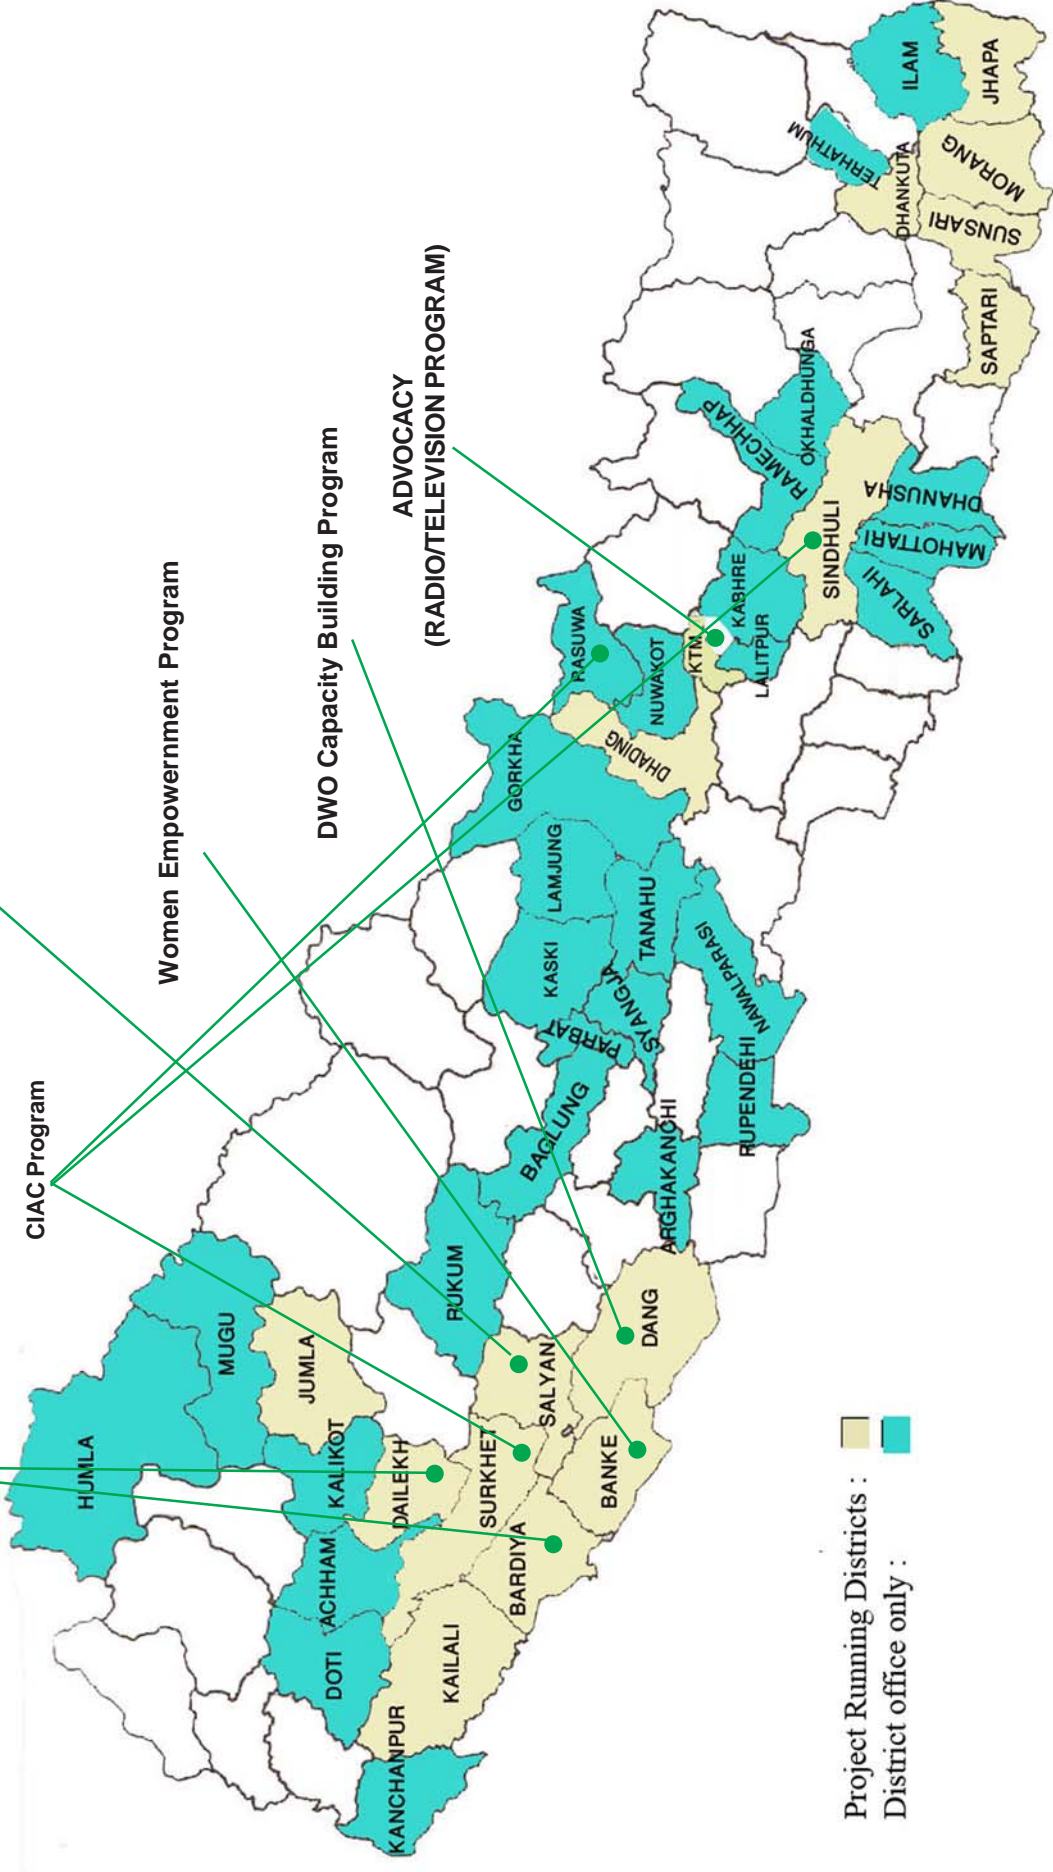 CIAC Program
Women Empowernment Program
DWO Capacity Building Program
ADVOCACY
(RADIO/TELEVISION PROGRAM)
HUMLA
MUGU
JUMLA
KALIKOT
ACHHAM
DOTI
DAILEKH
KANCHANPUR
KAILALI
SURKHET
BARDIYA
SALYAN
BANKE
DANG
RUKUM
BAGLUNG
PARBAT
SYANGJA
KASKI
LAMJUNG
GORKHA
TANAHU
ARGHAKANCHI
RUPENDEHI
NAWALPARASI
RASUWA
NUWAKOT
DHADING
KTM
LALITPUR
KABHRE
RAMECHHAP
OKHALDHUNGA
SINDHULI
SARLAHI
MAHOTTARI
DHANUSHA
SAPTARI
SUNSARI
MORANG
DHANKUTA
TERHATHUM
ILAM
JHAPA
Project Running Districts :
District office only :